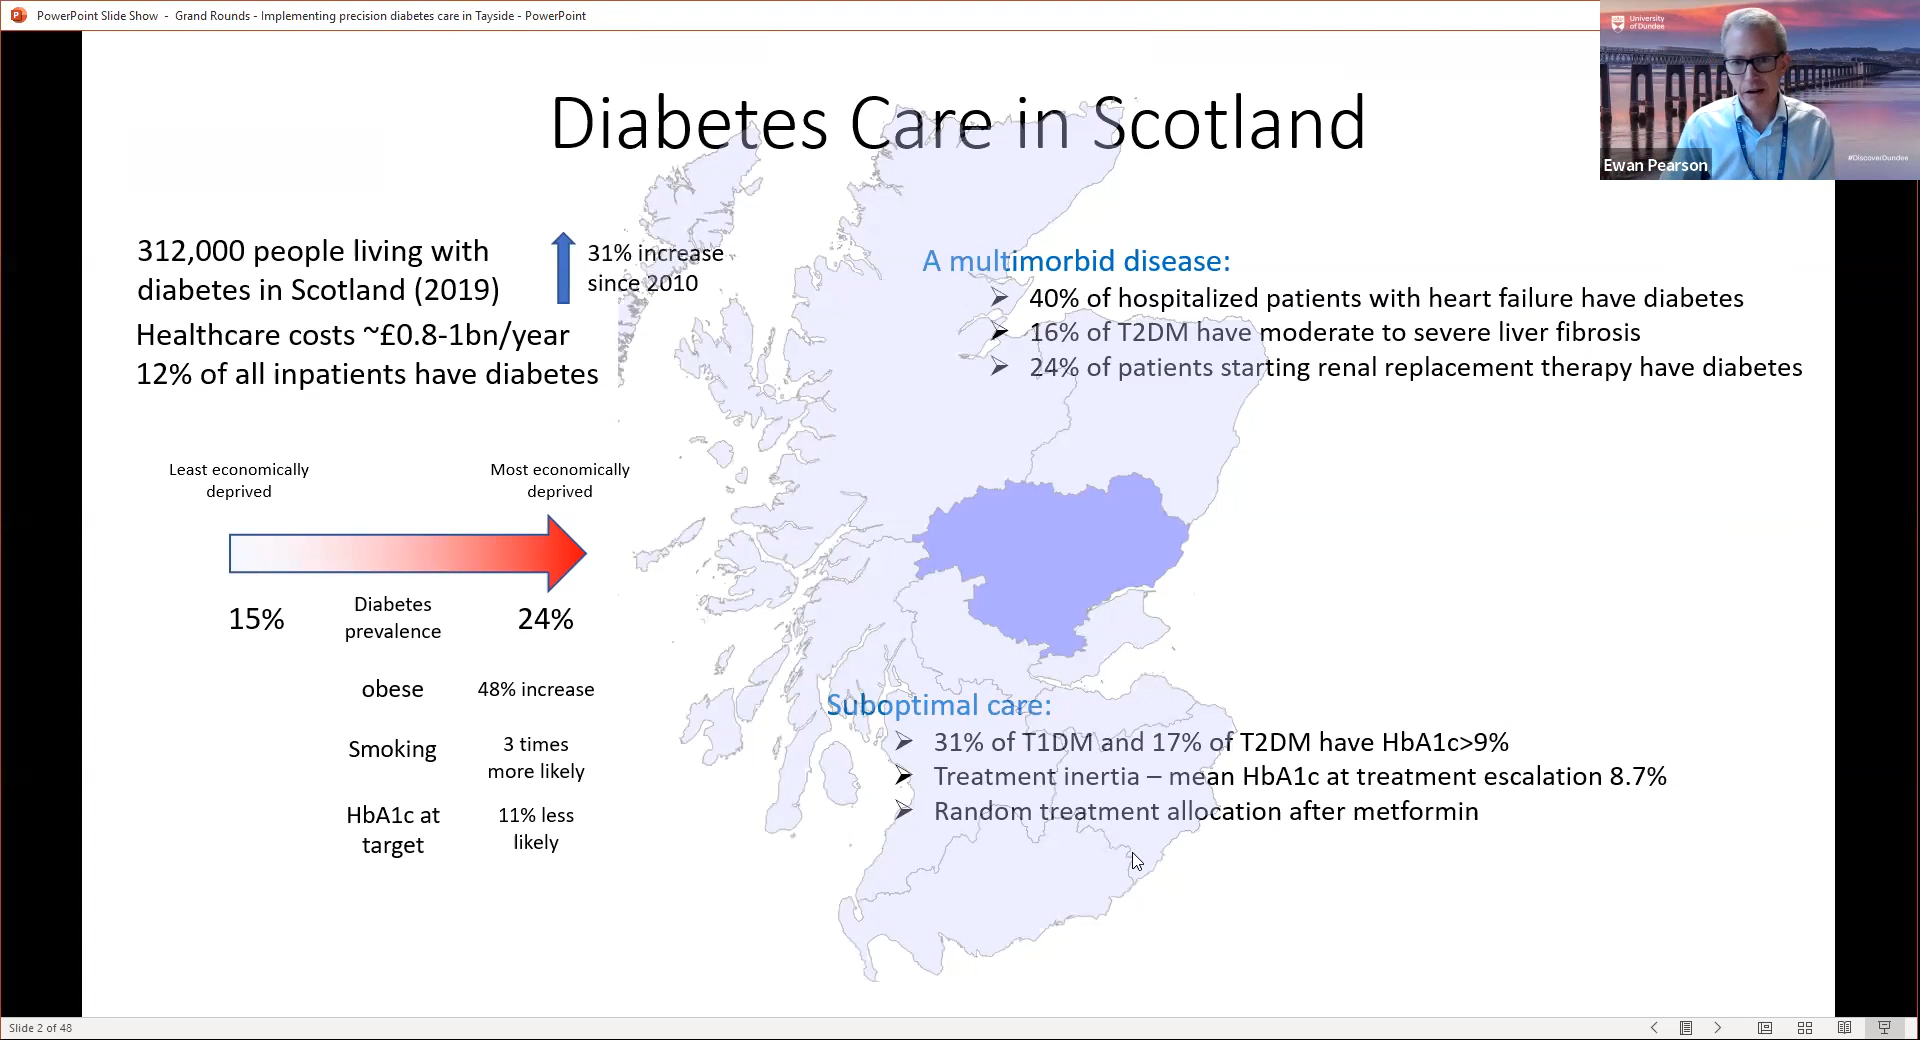 PowerPoint Slide Show - Grand Rounds - Implementing precision diabetes care in Tayside - PowerPoint
University
of Dundee
#DiscoverDundee
Ewan Pearson
Diabetes Care in Scotland
312,000 people living with
diabetes in Scotland (2019)
31% increase
since 2010
Healthcare costs ~£0.8-1bn/year
12% of all inpatients have diabetes
A multimorbid disease:
40% of hospitalized patients with heart failure have diabetes
16% of T2DM have moderate to severe liver fibrosis
24% of patients starting renal replacement therapy have diabetes
Least economically
deprived
Most economically
deprived
15%
Diabetes
prevalence
24%
obese
48% increase
Smoking
3 times
more likely
HbA1c at
target
11% less
likely
Suboptimal care:
31% of T1DM and 17% of T2DM have HbA1c>9%
Treatment inertia – mean HbA1c at treatment escalation 8.7%
Random treatment allocation after metformin
Slide 2 of 48